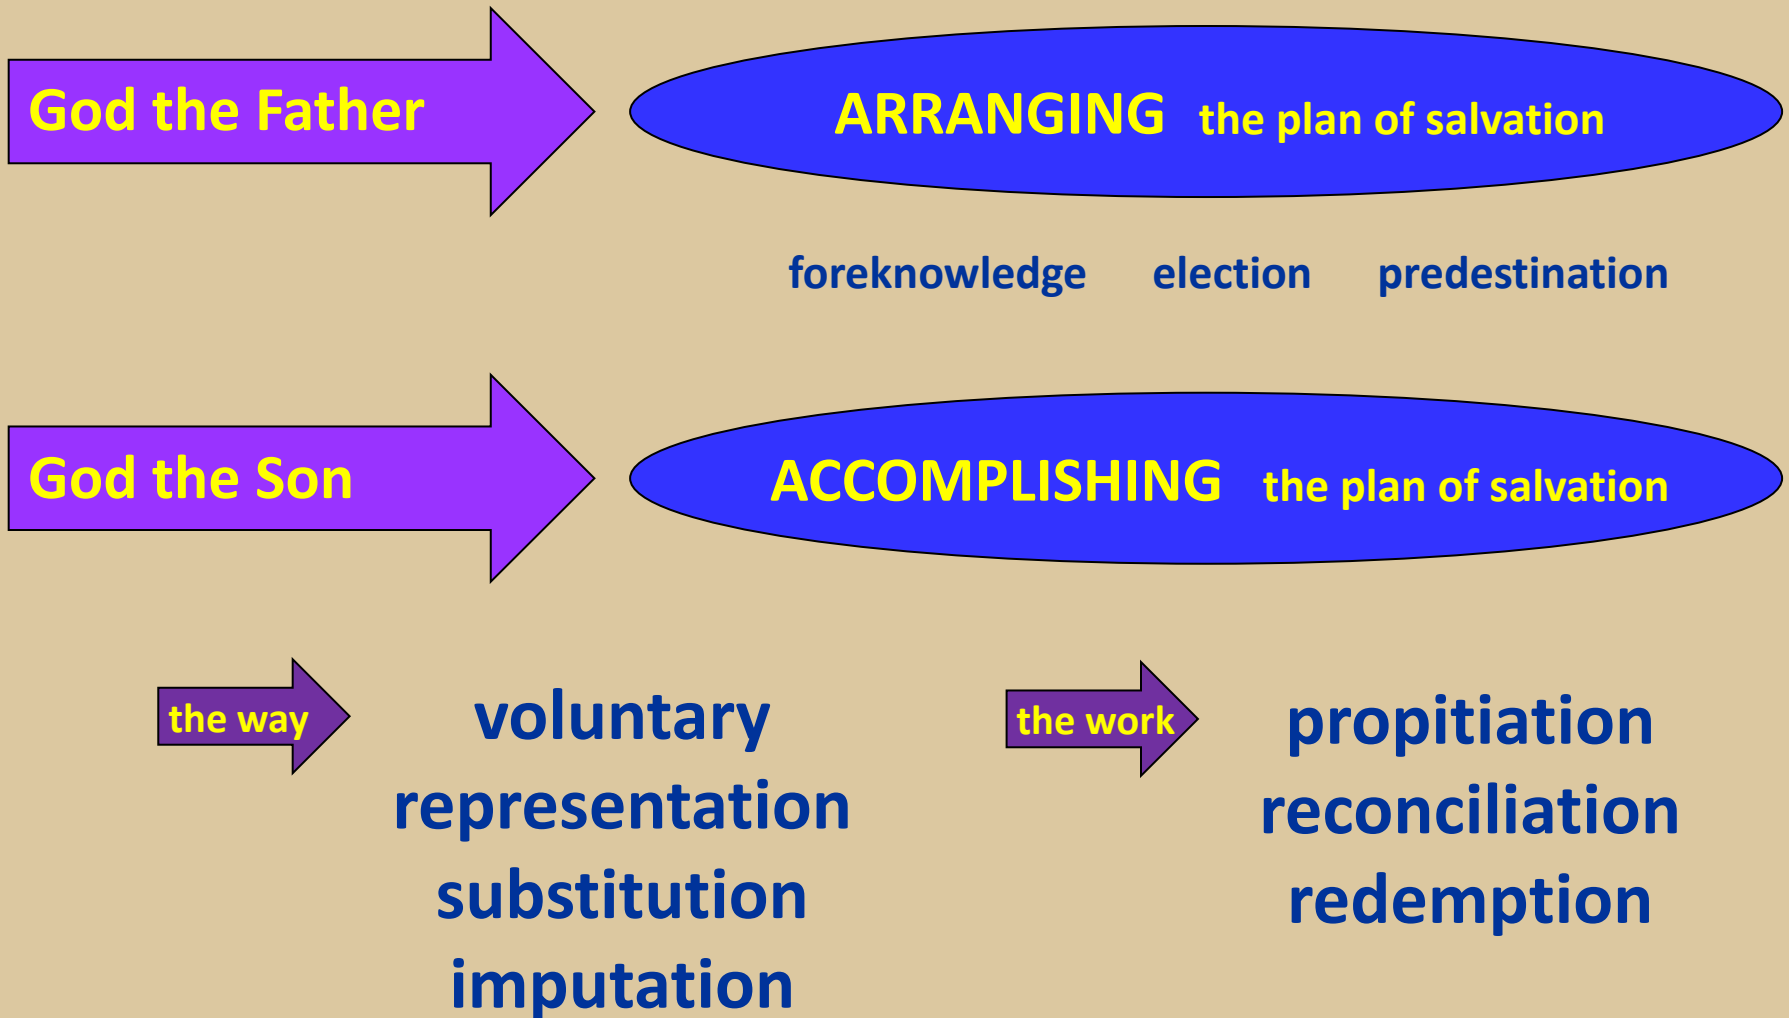 God the Father
ARRANGING the plan of salvation
foreknowledge election predestination
God the Son
ACCOMPLISHING the plan of salvation
the way
voluntary
representation
substitution
imputation
the work
propitiation
reconciliation
redemption